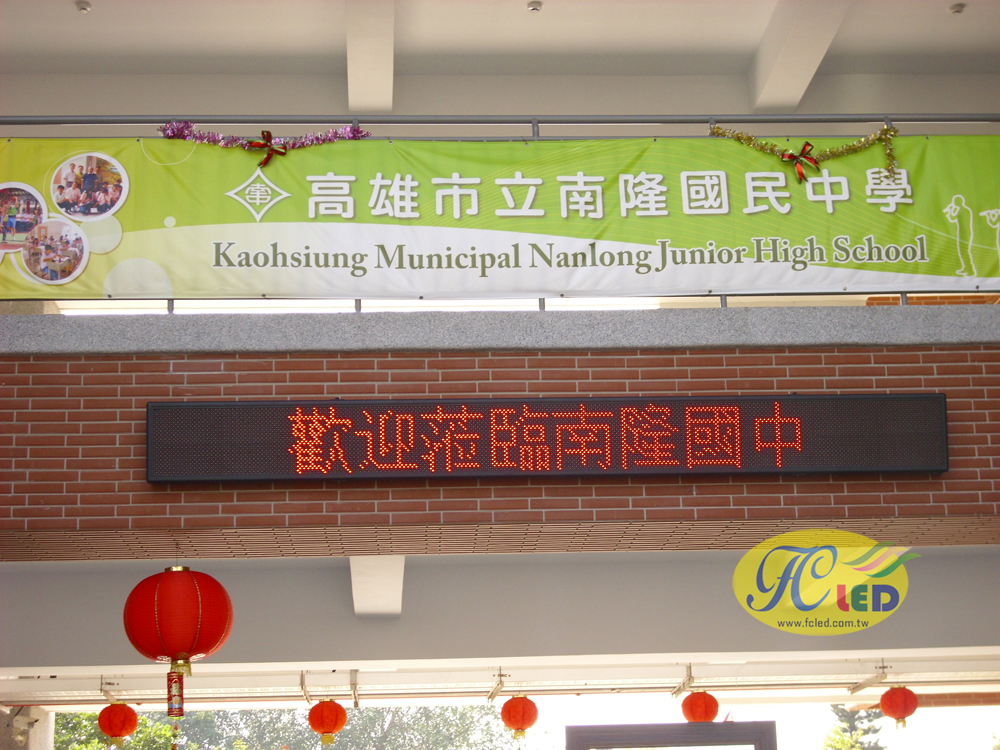 高雄市立南隆國民中學
Kaohsiung Municipal Nanlong Junior High School
歡迎蒞臨南隆國中
FC LED
www.fcled.com.tw